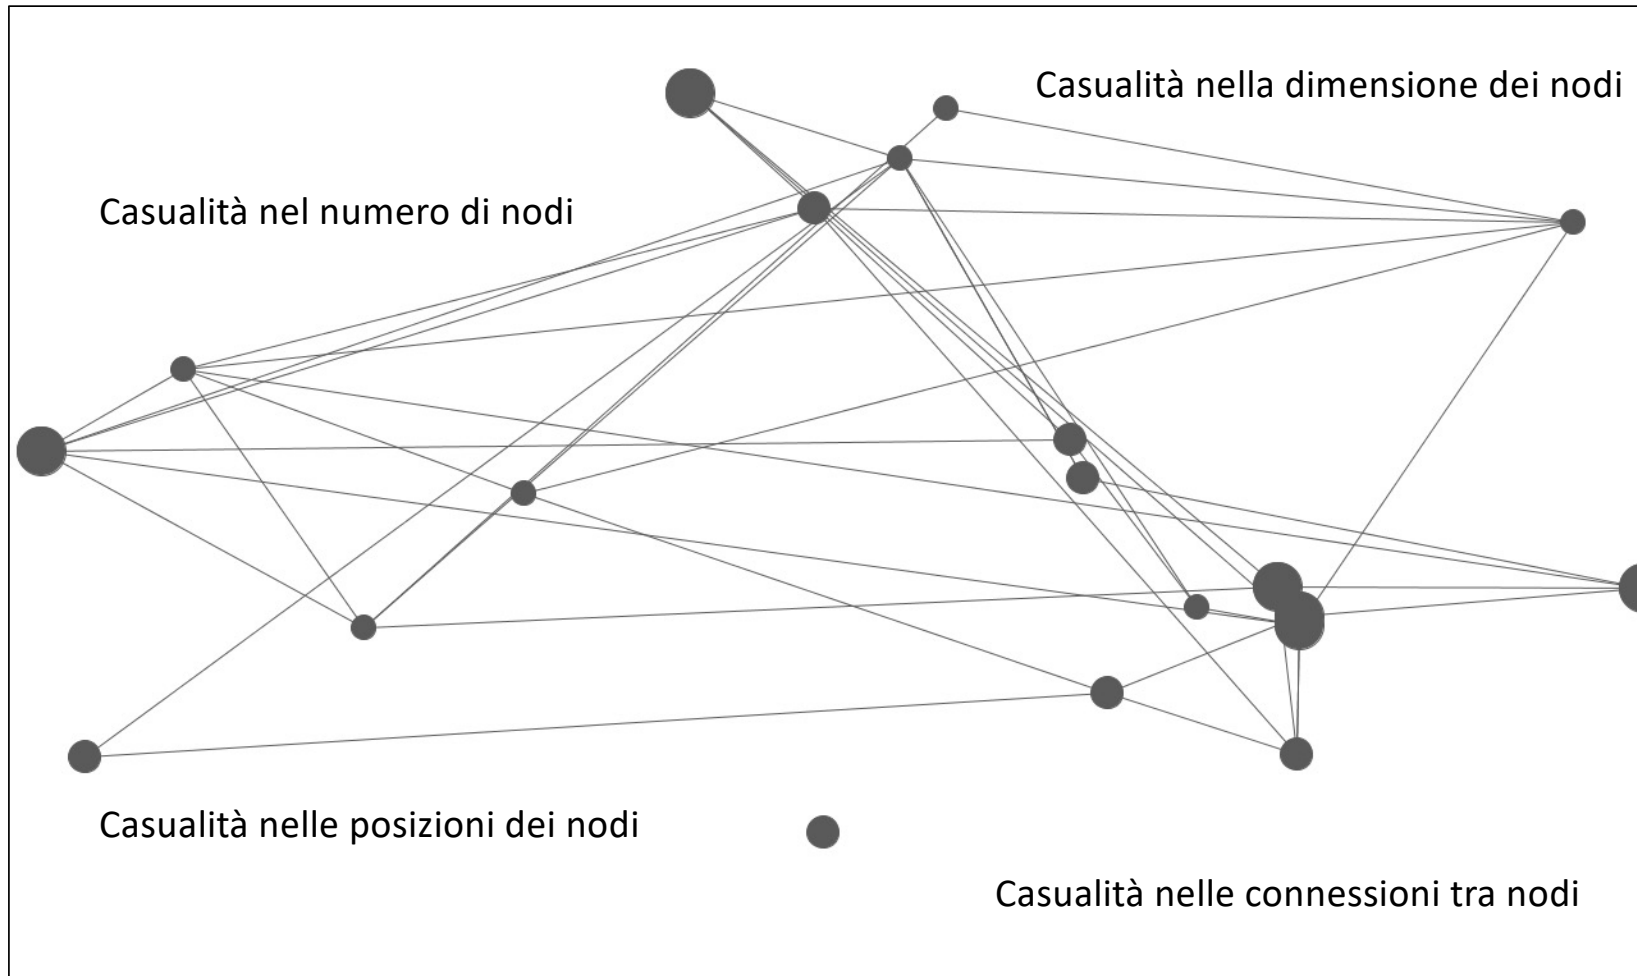 Casualità nella dimensione dei nodi
Casualità nel numero di nodi
Casualità nelle posizioni dei nodi
Casualità nelle connessioni tra nodi